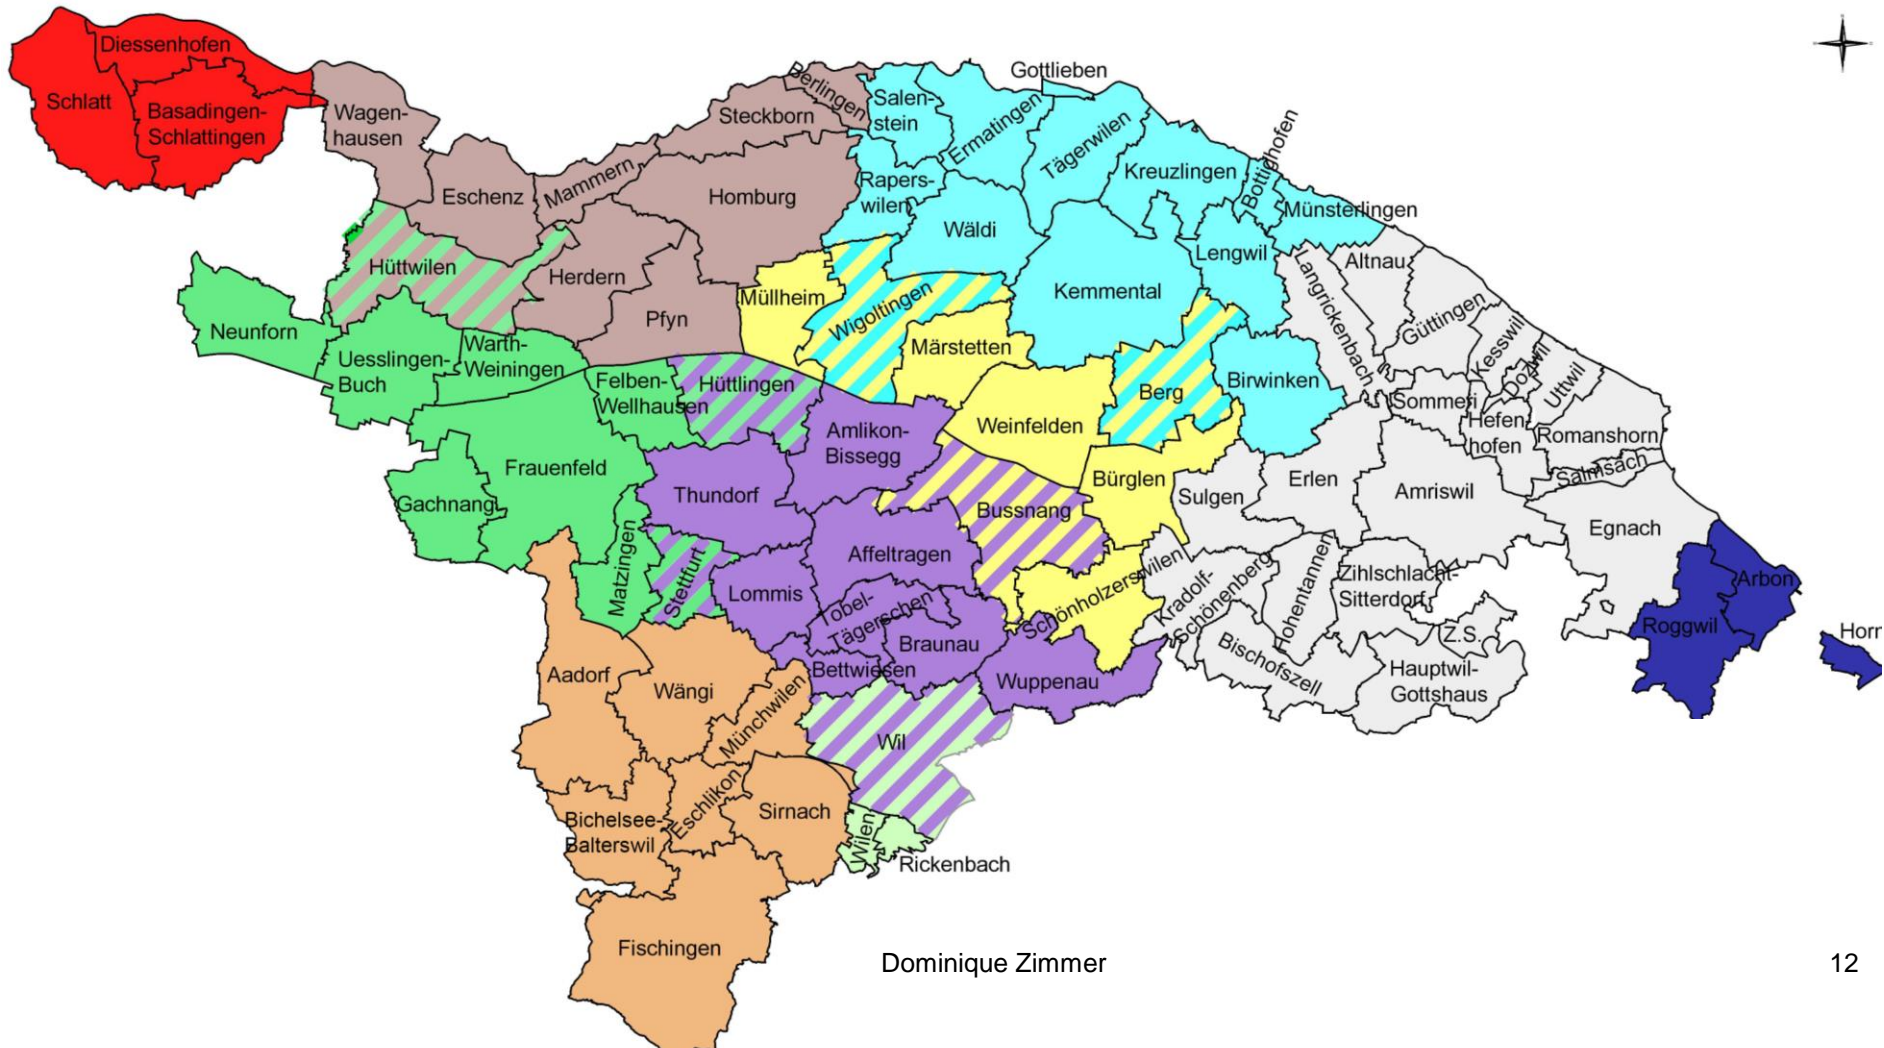 Diessenhofen
Schlatt
Basadingen-
Schlattingen
Wagen-
hausen
Eschenz
Mammern
Steckborn
Berlingen
Homburg
Salen-
stein
Ermatingen
Gottlieben
Tägerwilen
Kreuzlingen
Bottighofen
Münsterlingen
Rapers-
wilen
Wäldi
Lengwil
Kemmental
Altnau
Langrickenbach
Güttingen
Kesswil
Dozwil
Uttwil
Sommeri
Hefen-
hofen
Romanshorn
Salmsach
Hüttwilen
Herdern
Pfyn
Müllheim
Wigoltingen
Märstetten
Berg
Birwinken
Neunforn
Uesslingen-
Buch
Warth-
Weiningen
Felben-
Wellhausen
Hüttlingen
Amlikon-
Bissegg
Weinfelden
Bürglen
Sulgen
Erlen
Amriswil
Egnach
Frauenfeld
Gachnang
Thundorf
Bussnang
Matzingen
Stettfurt
Lommis
Affeltragen
Tobel-
Tägerschen
Braunau
Bettwiesen
Schönholzerswilen
Wuppenau
Kradolf-
Schönenberg
Hohentannen
Zihlschlacht-
Sitterdorf
Z.S.
Bischofszell
Hauptwil-
Gottshaus
Roggwil
Arbon
Horn
Aadorf
Wängi
Münchwilen
Wil
Eschlikon
Sirnach
Bichelsee-
Balterswil
Wilen
Rickenbach
Fischingen
Dominique Zimmer
12